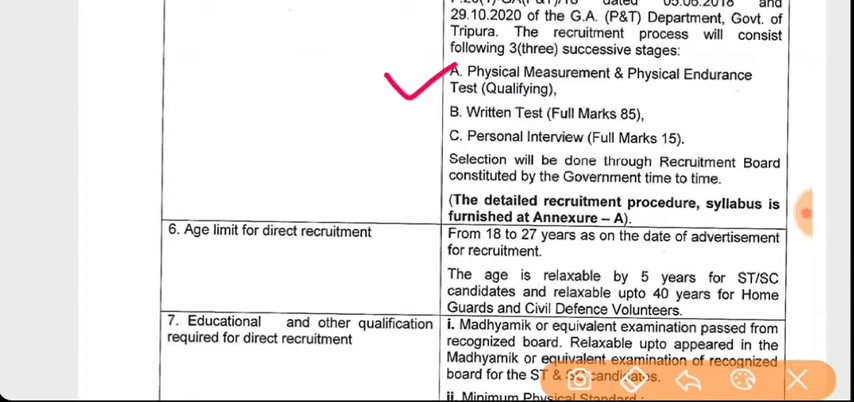 dated 05.06.2018 and
29.10.2020 of the G.A. (P&T) Department, Govt. of
Tripura. The recruitment process will consist
following 3(three) successive stages:
A. Physical Measurement & Physical Endurance
Test (Qualifying),
B. Written Test (Full Marks 85),
C. Personal Interview (Full Marks 15).
Selection will be done through Recruitment Board
constituted by the Government time to time.
(The detailed recruitment procedure, syllabus is
furnished at Annexure – A).
6. Age limit for direct recruitment
From 18 to 27 years as on the date of advertisement
for recruitment.
The age is relaxable by 5 years for ST/SC
candidates and relaxable upto 40 years for Home
Guards and Civil Defence Volunteers.
7. Educational and other qualification
required for direct recruitment
i. Madhyamik or equivalent examination passed from
recognized board. Relaxable upto appeared in the
Madhyamik or equivalent examination of recognized
board for the ST & SC candidates.
ii. Minimum Physical Standard :